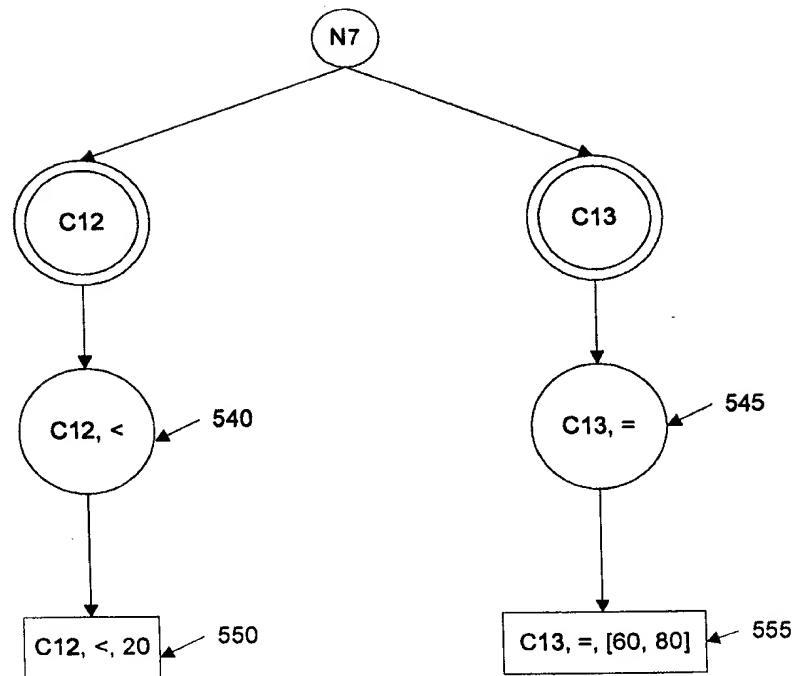 N7
C12
C13
C12, <
540
C13, =
545
C12, <, 20
550
C13, =, [60, 80]
555